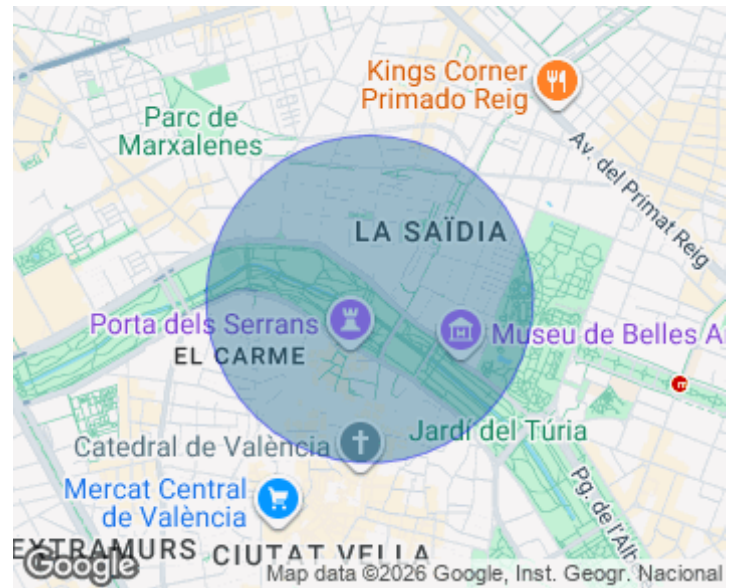 Kings Corner
Primado Reig
Parc de
Marxalenes
Av. del Primat Reig
LA SAÏDIA
Porta dels Serrans
Museu de Belles A
EL CARME
Jardí del Túria
Catedral de València
Mercat Central
de València
Pg. de l'Alb
EXTRAMURS
CIUTAT VELLA
Google
Map data ©2026 Google, Inst. Geogr. Nacional